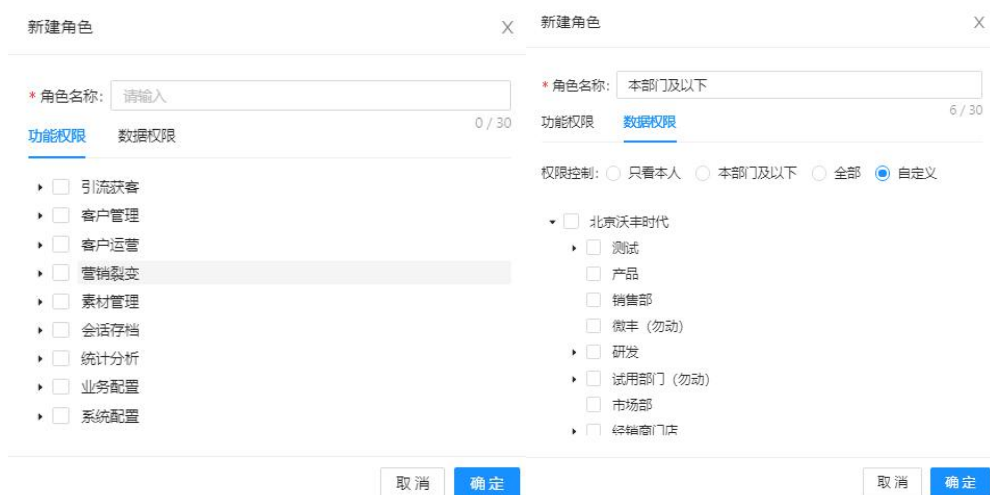 新建角色
X
* 角色名称: 请输入
0 / 30
功能权限 数据权限
引流获客
客户管理
客户运营
营销裂变
素材管理
会话存档
统计分析
业务配置
系统配置
取消 确定
新建角色
X
* 角色名称: 本部门及以下
6 / 30
功能权限 数据权限
权限控制: 只看本人 本部门及以下 全部 自定义
北京沃丰时代
测试
产品
销售部
微丰（勿动）
研发
试用部门（勿动）
市场部
经销商门店
取消 确定